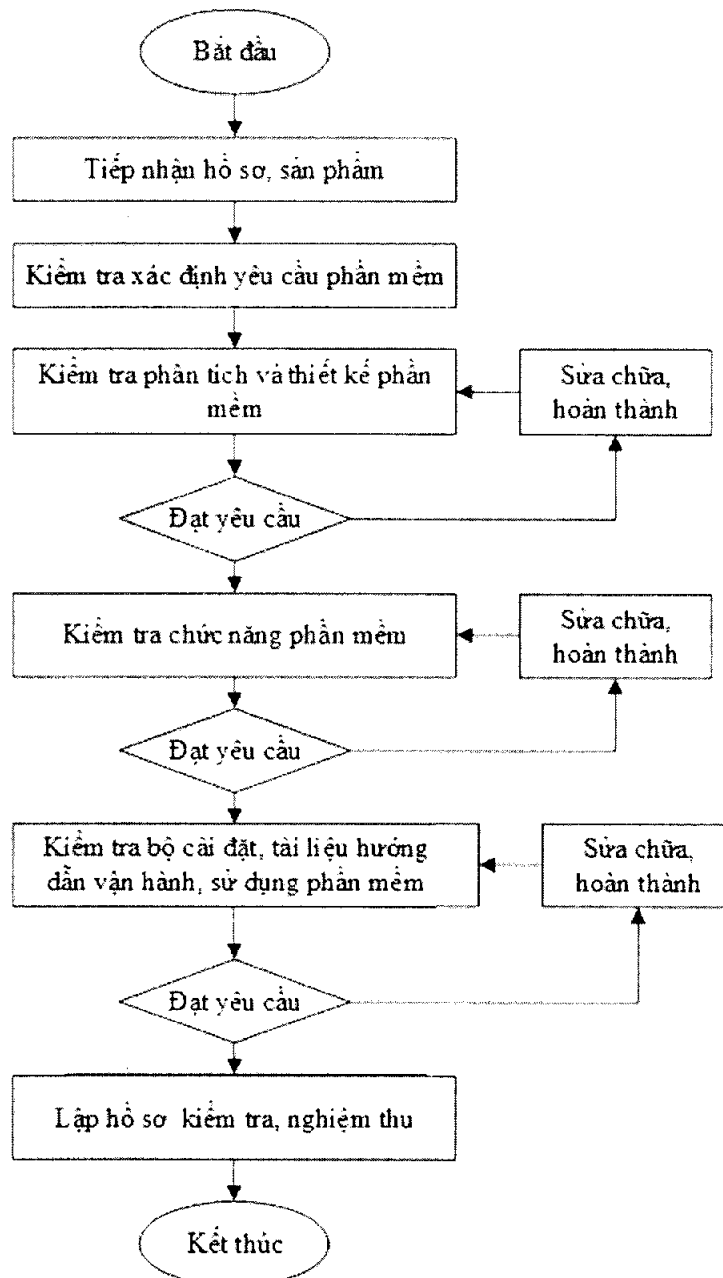 Bắt đầu
Tiếp nhận hồ sơ, sản phẩm
Kiểm tra xác định yêu cầu phần mềm
Kiểm tra phân tích và thiết kế phần
mềm
Sửa chữa,
hoàn thành
Đạt yêu cầu
Kiểm tra chức năng phần mềm
Sửa chữa,
hoàn thành
Đạt yêu cầu
Kiểm tra bộ cài đặt, tài liệu hướng
dẫn vận hành, sử dụng phần mềm
Sửa chữa,
hoàn thành
Đạt yêu cầu
Lập hồ sơ kiểm tra, nghiệm thu
Kết thúc